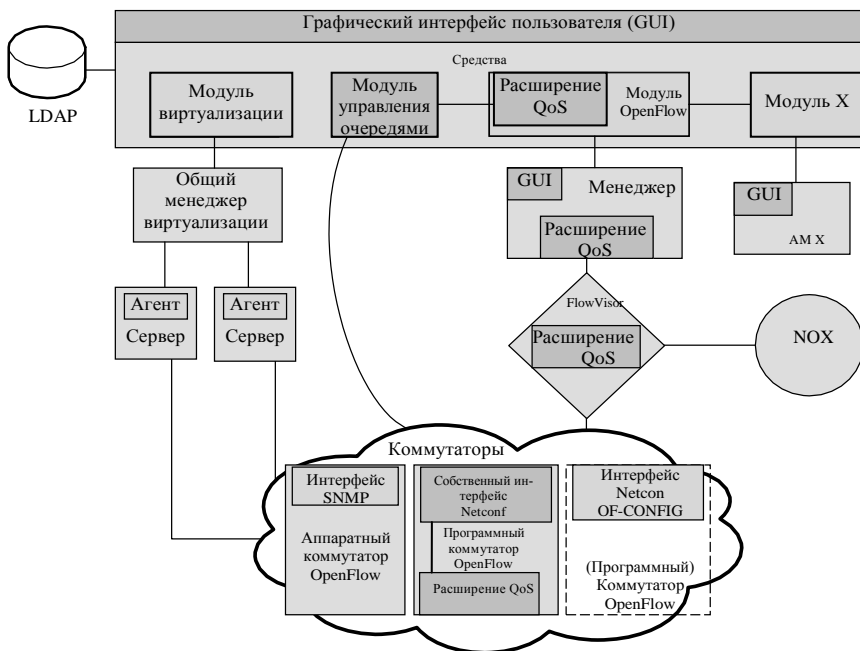 Графический интерфейс пользователя (GUI)
Средства
LDAP
Модуль
виртуализации
Модуль
управления
очередями
Расширение
QoS
Модуль
OpenFlow
Модуль X
Общий
менеджер
виртуализации
GUI
Менеджер
Расширение
QoS
GUI
AM X
Агент
Сервер
Агент
Сервер
FlowVisor
Расширение
QoS
NOX
Коммутаторы
Интерфейс
SNMP
Аппаратный
коммутатор
OpenFlow
Собственный ин-
терфейс
Netconf
Программный
коммутатор
OpenFlow
Расширение QoS
Интерфейс
Netcon
OF-CONFIG
(Программный)
Коммутатор
OpenFlow